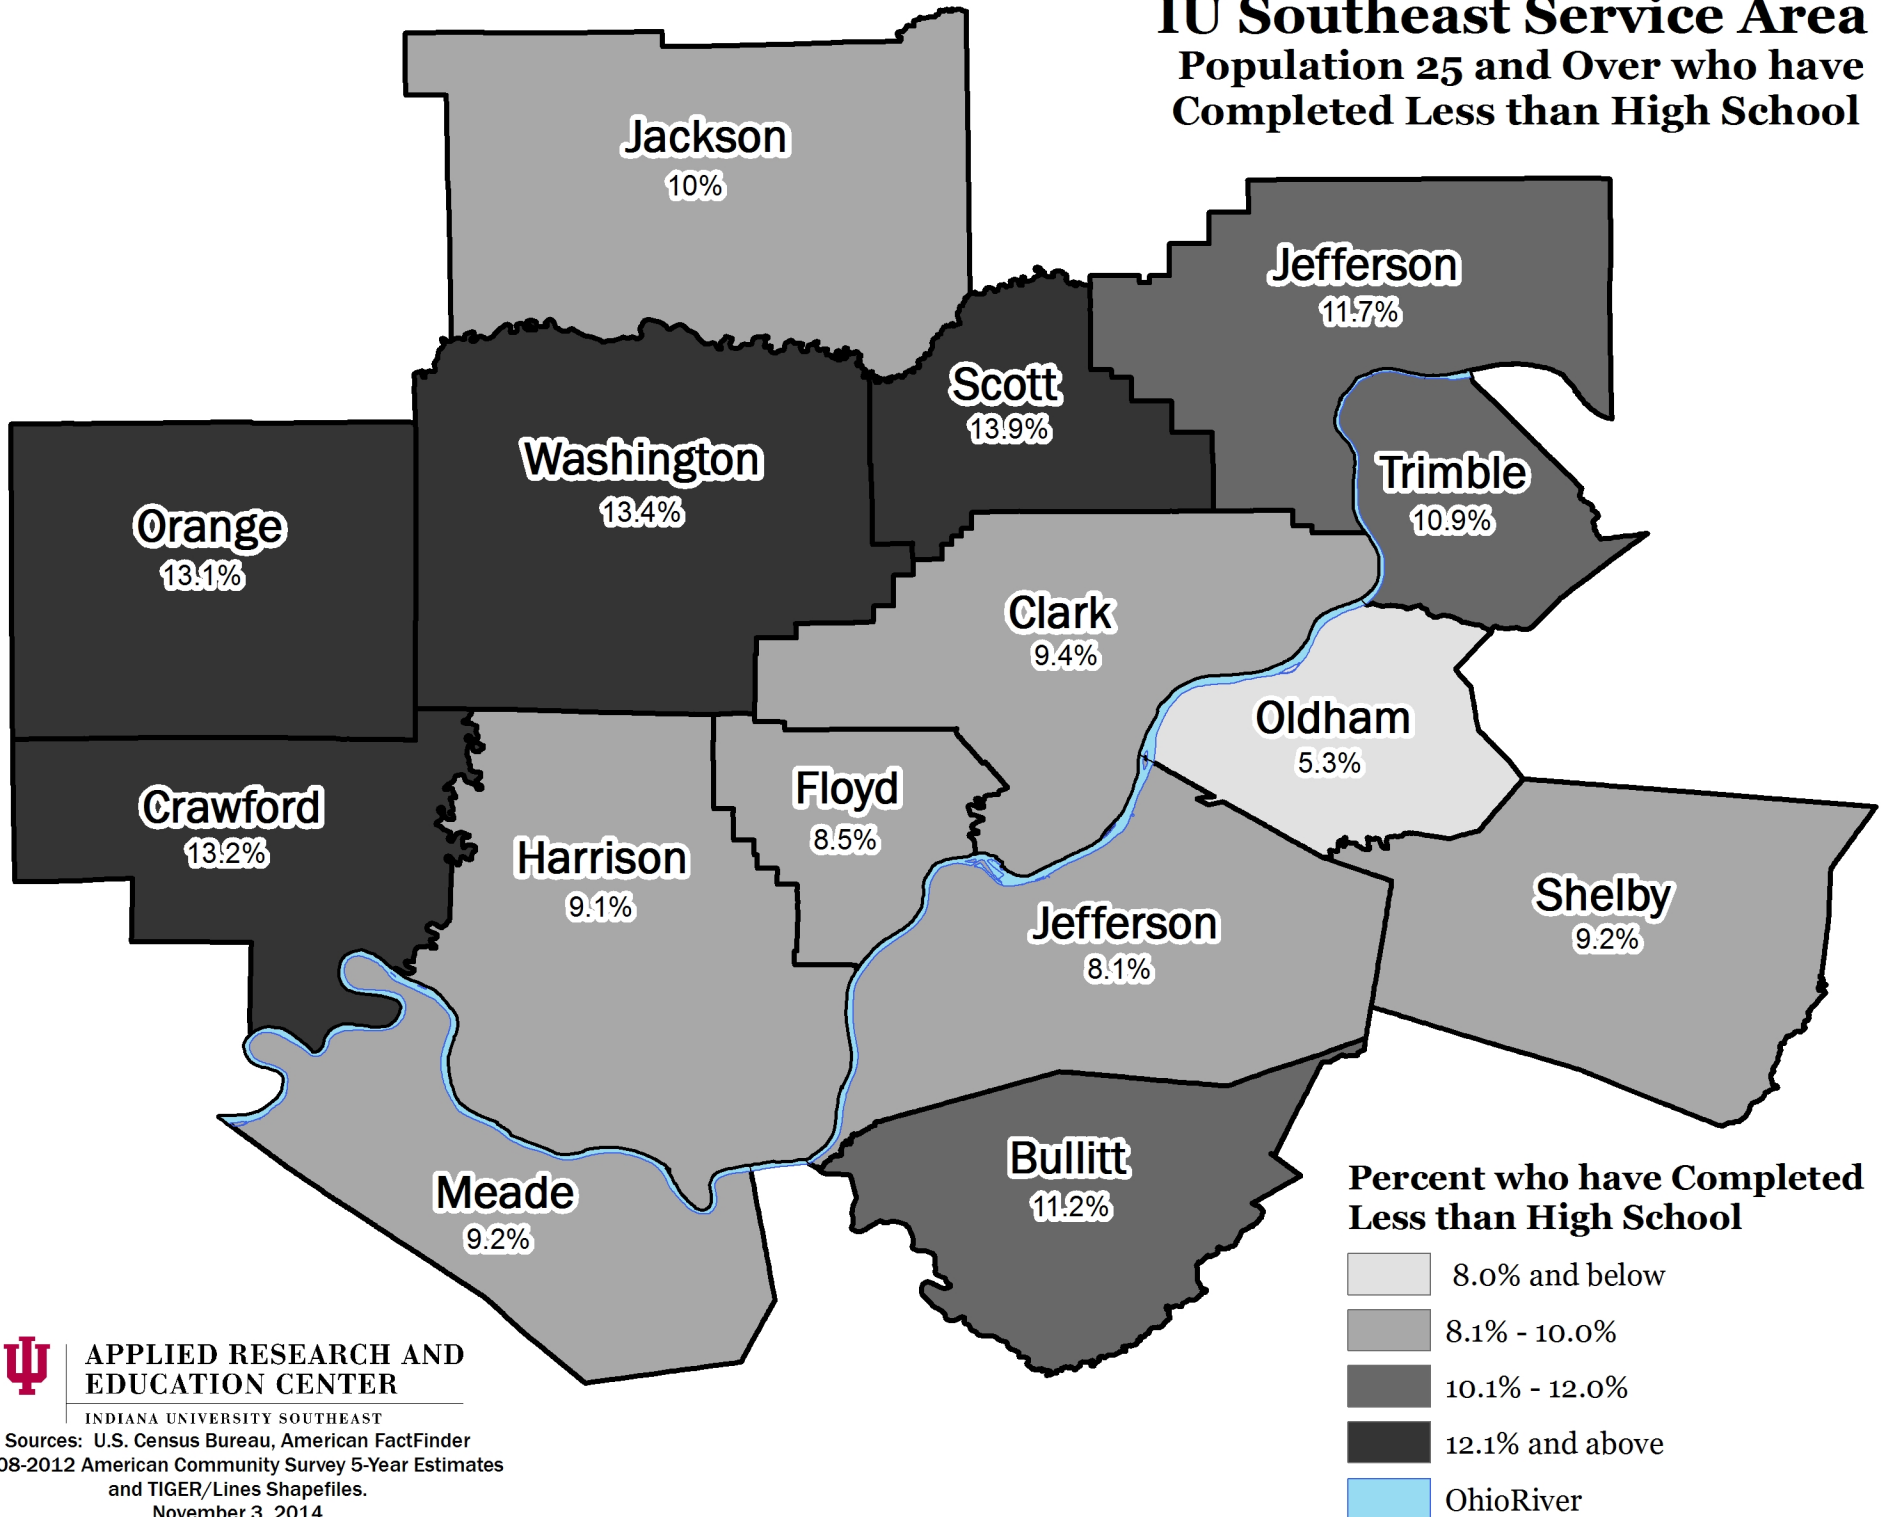 IU Southeast Service Area
Population 25 and Over who have
Completed Less than High School
Jackson
10%
Jefferson
11.7%
Scott
13.9%
Washington
13.4%
Trimble
10.9%
Orange
13.1%
Clark
9.4%
Oldham
5.3%
Crawford
13.2%
Floyd
8.5%
Harrison
9.1%
Jefferson
8.1%
Shelby
9.2%
Bullitt
11.2%
Meade
9.2%
Percent who have Completed
Less than High School
8.0% and below
8.1% - 10.0%
10.1% - 12.0%
12.1% and above
OhioRiver
APPLIED RESEARCH AND
EDUCATION CENTER
INDIANA UNIVERSITY SOUTHEAST
Sources: U.S. Census Bureau, American FactFinder
08-2012 American Community Survey 5-Year Estimates
and TIGER/Lines Shapefiles.
November 3, 2014